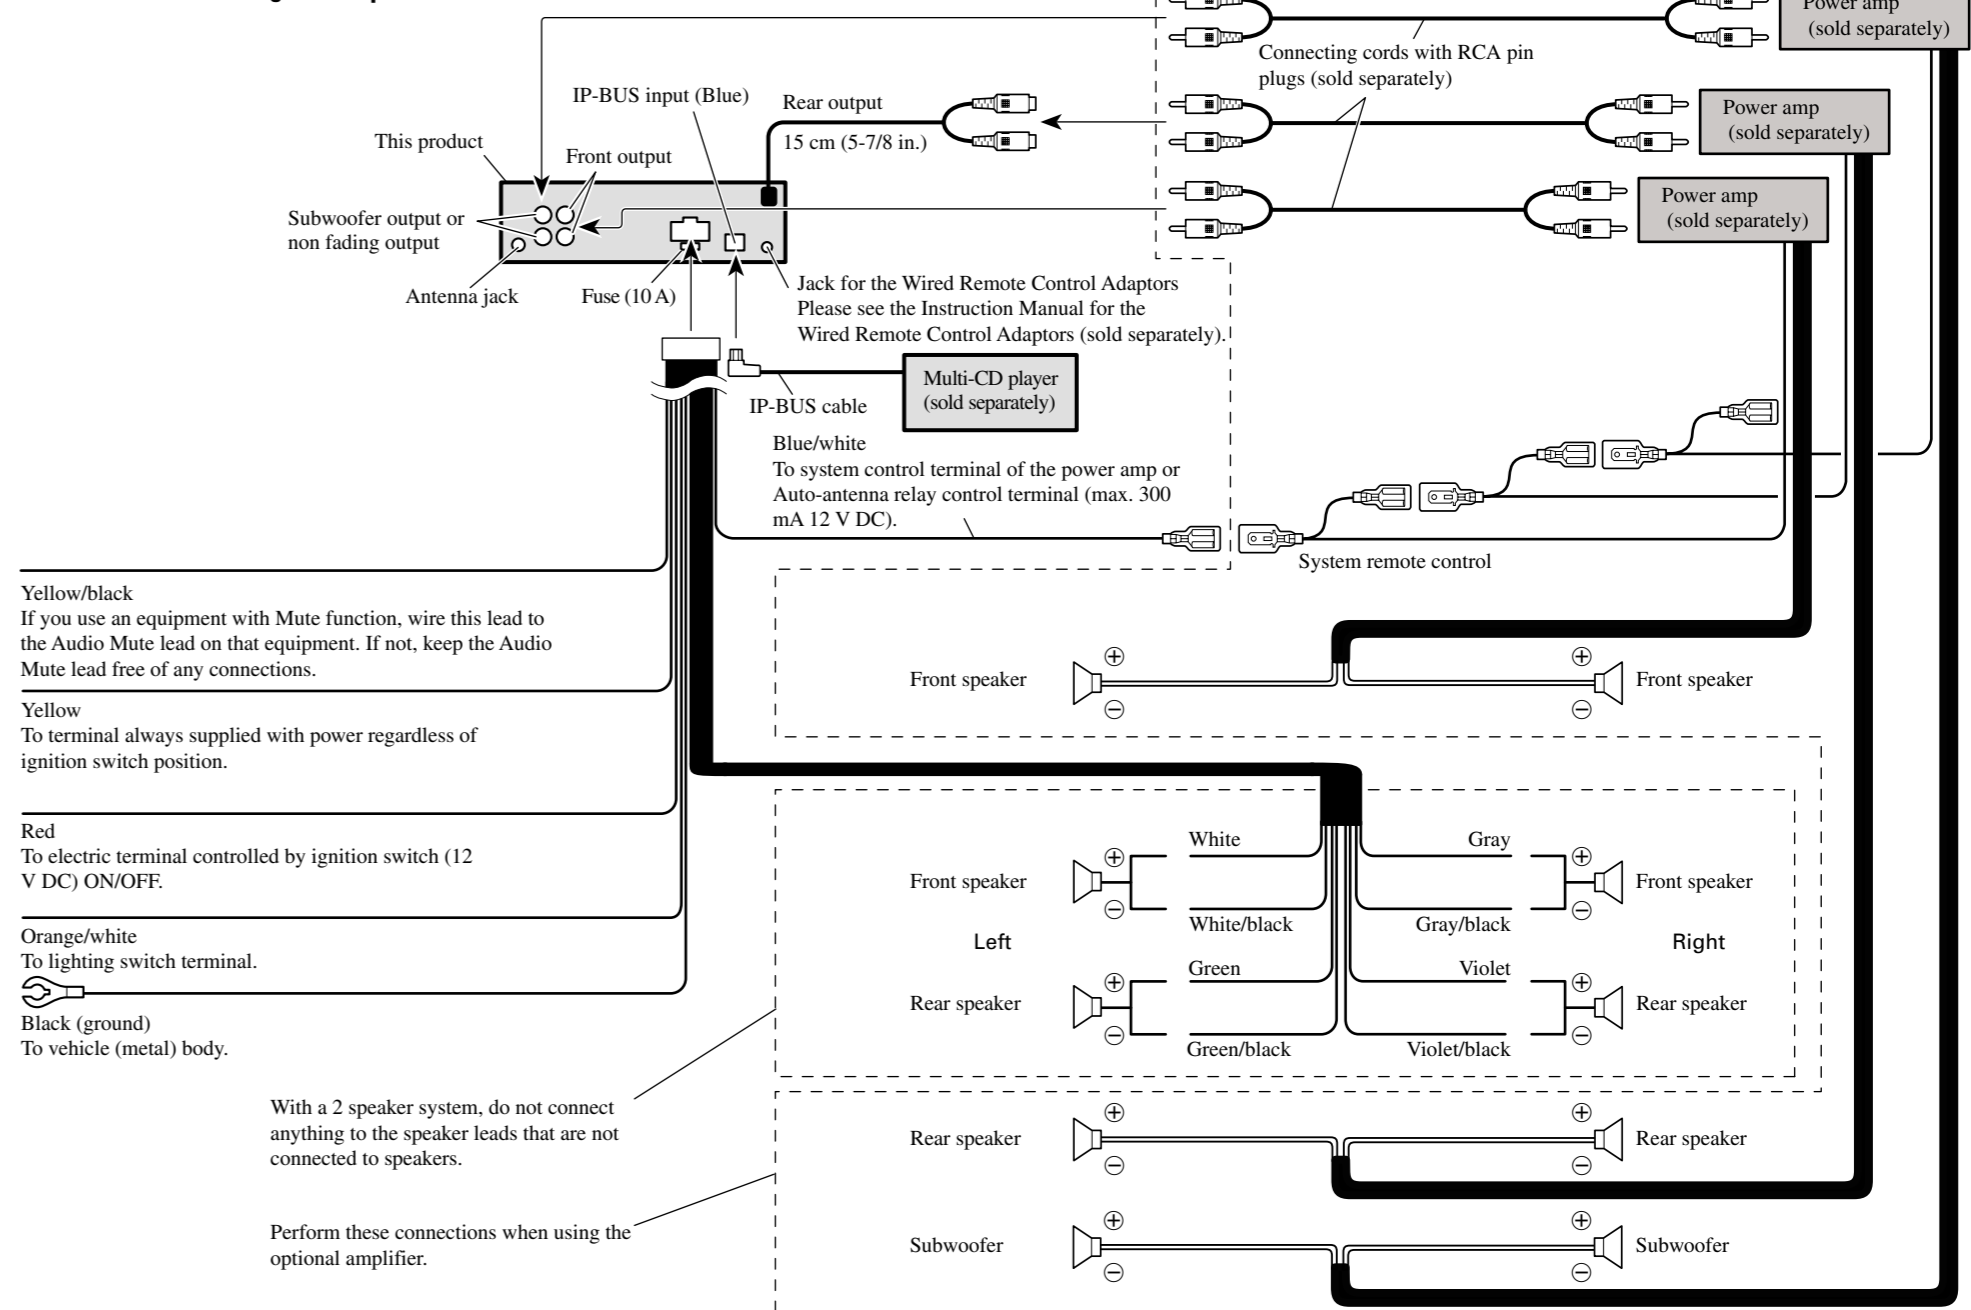 Power amp
(sold separately)
Connecting cords with RCA pin
plugs (sold separately)
IP-BUS input (Blue)
Rear output
15 cm (5-7/8 in.)
Power amp
(sold separately)
This product
Front output
Power amp
(sold separately)
Subwoofer output or
non fading output
Antenna jack
Fuse (10 A)
Jack for the Wired Remote Control Adaptors
Please see the Instruction Manual for the
Wired Remote Control Adaptors (sold separately).
Multi-CD player
(sold separately)
IP-BUS cable
Blue/white
To system control terminal of the power amp or
Auto-antenna relay control terminal (max. 300
mA 12 V DC).
System remote control
Yellow/black
If you use an equipment with Mute function, wire this lead to
the Audio Mute lead on that equipment. If not, keep the Audio
Mute lead free of any connections.
Yellow
To terminal always supplied with power regardless of
ignition switch position.
Red
To electric terminal controlled by ignition switch (12
V DC) ON/OFF.
Orange/white
To lighting switch terminal.
Black (ground)
To vehicle (metal) body.
Front speaker
+
+
Front speaker
-
-
White
Gray
Front speaker
+
+
Front speaker
-
-
White/black
Gray/black
Left
Right
Green
Violet
Rear speaker
+
+
Rear speaker
-
-
Green/black
Violet/black
With a 2 speaker system, do not connect
anything to the speaker leads that are not
connected to speakers.
Rear speaker
+
+
Rear speaker
-
-
Perform these connections when using the
optional amplifier.
Subwoofer
+
+
Subwoofer
-
-